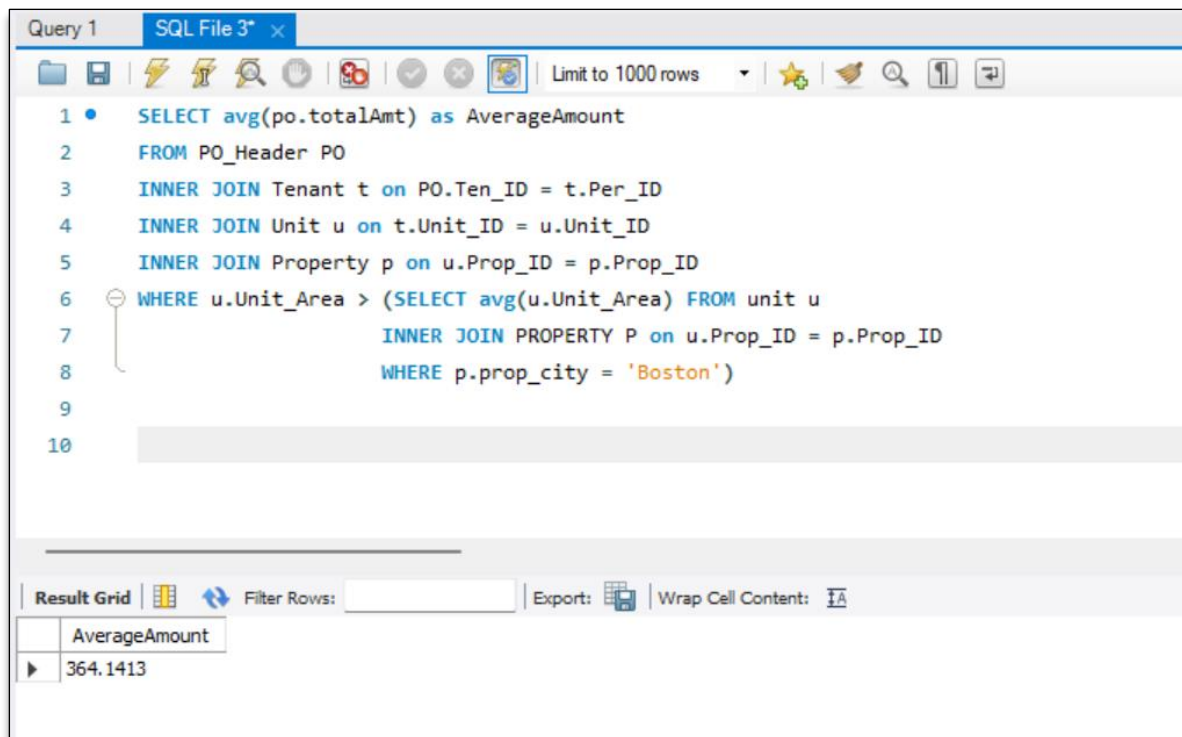 Query 1 SQL File 3*
Limit to 1000 rows
1 SELECT avg(po.totalAmt) as AverageAmount
2 FROM PO_Header PO
3 INNER JOIN Tenant t on PO.Ten_ID = t.Per_ID
4 INNER JOIN Unit u on t.Unit_ID = u.Unit_ID
5 INNER JOIN Property p on u.Prop_ID = p.Prop_ID
6 WHERE u.Unit_Area > (SELECT avg(u.Unit_Area) FROM unit u
7 INNER JOIN PROPERTY P on u.Prop_ID = p.Prop_ID
8 WHERE p.prop_city = 'Boston')
9
10
Result Grid Filter Rows: Export: Wrap Cell Content: IA
AverageAmount
364.1413